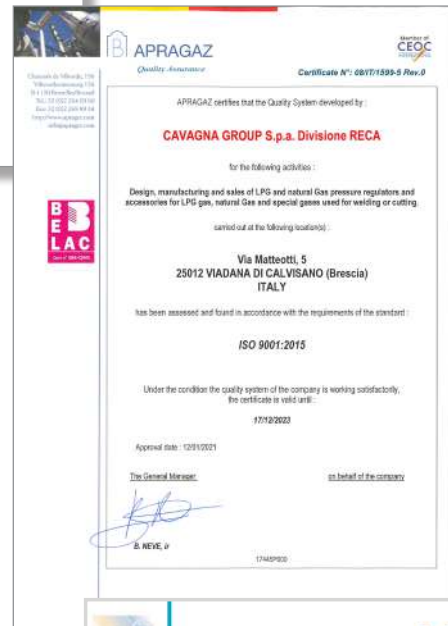 APRAGAZ
Quality Assurance
Member of
CEOC
Certificate N°: 08/IT/1599-5 Rev.0
APRAGAZ certifies that the Quality System developed by :
CAVAGNA GROUP S.p.a. Divisione RECA
for the following activities :
Design, manufacturing and sales of LPG and natural Gas pressure regulators and
accessories for LPG gas, natural Gas and special gases used for welding or cutting.
carried out at the following location(s) :
Via Matteotti, 5
25012 VIADANA DI CALVISANO (Brescia)
ITALY
has been assessed and found in accordance with the requirements of the standard :
ISO 9001:2015
Under the condition the quality system of the company is working satisfactorily,
the certificate is valid until :
17/12/2023
Approval date : 12/01/2021
The General Manager
on behalf of the company
B. NEVE, ir
BELAC